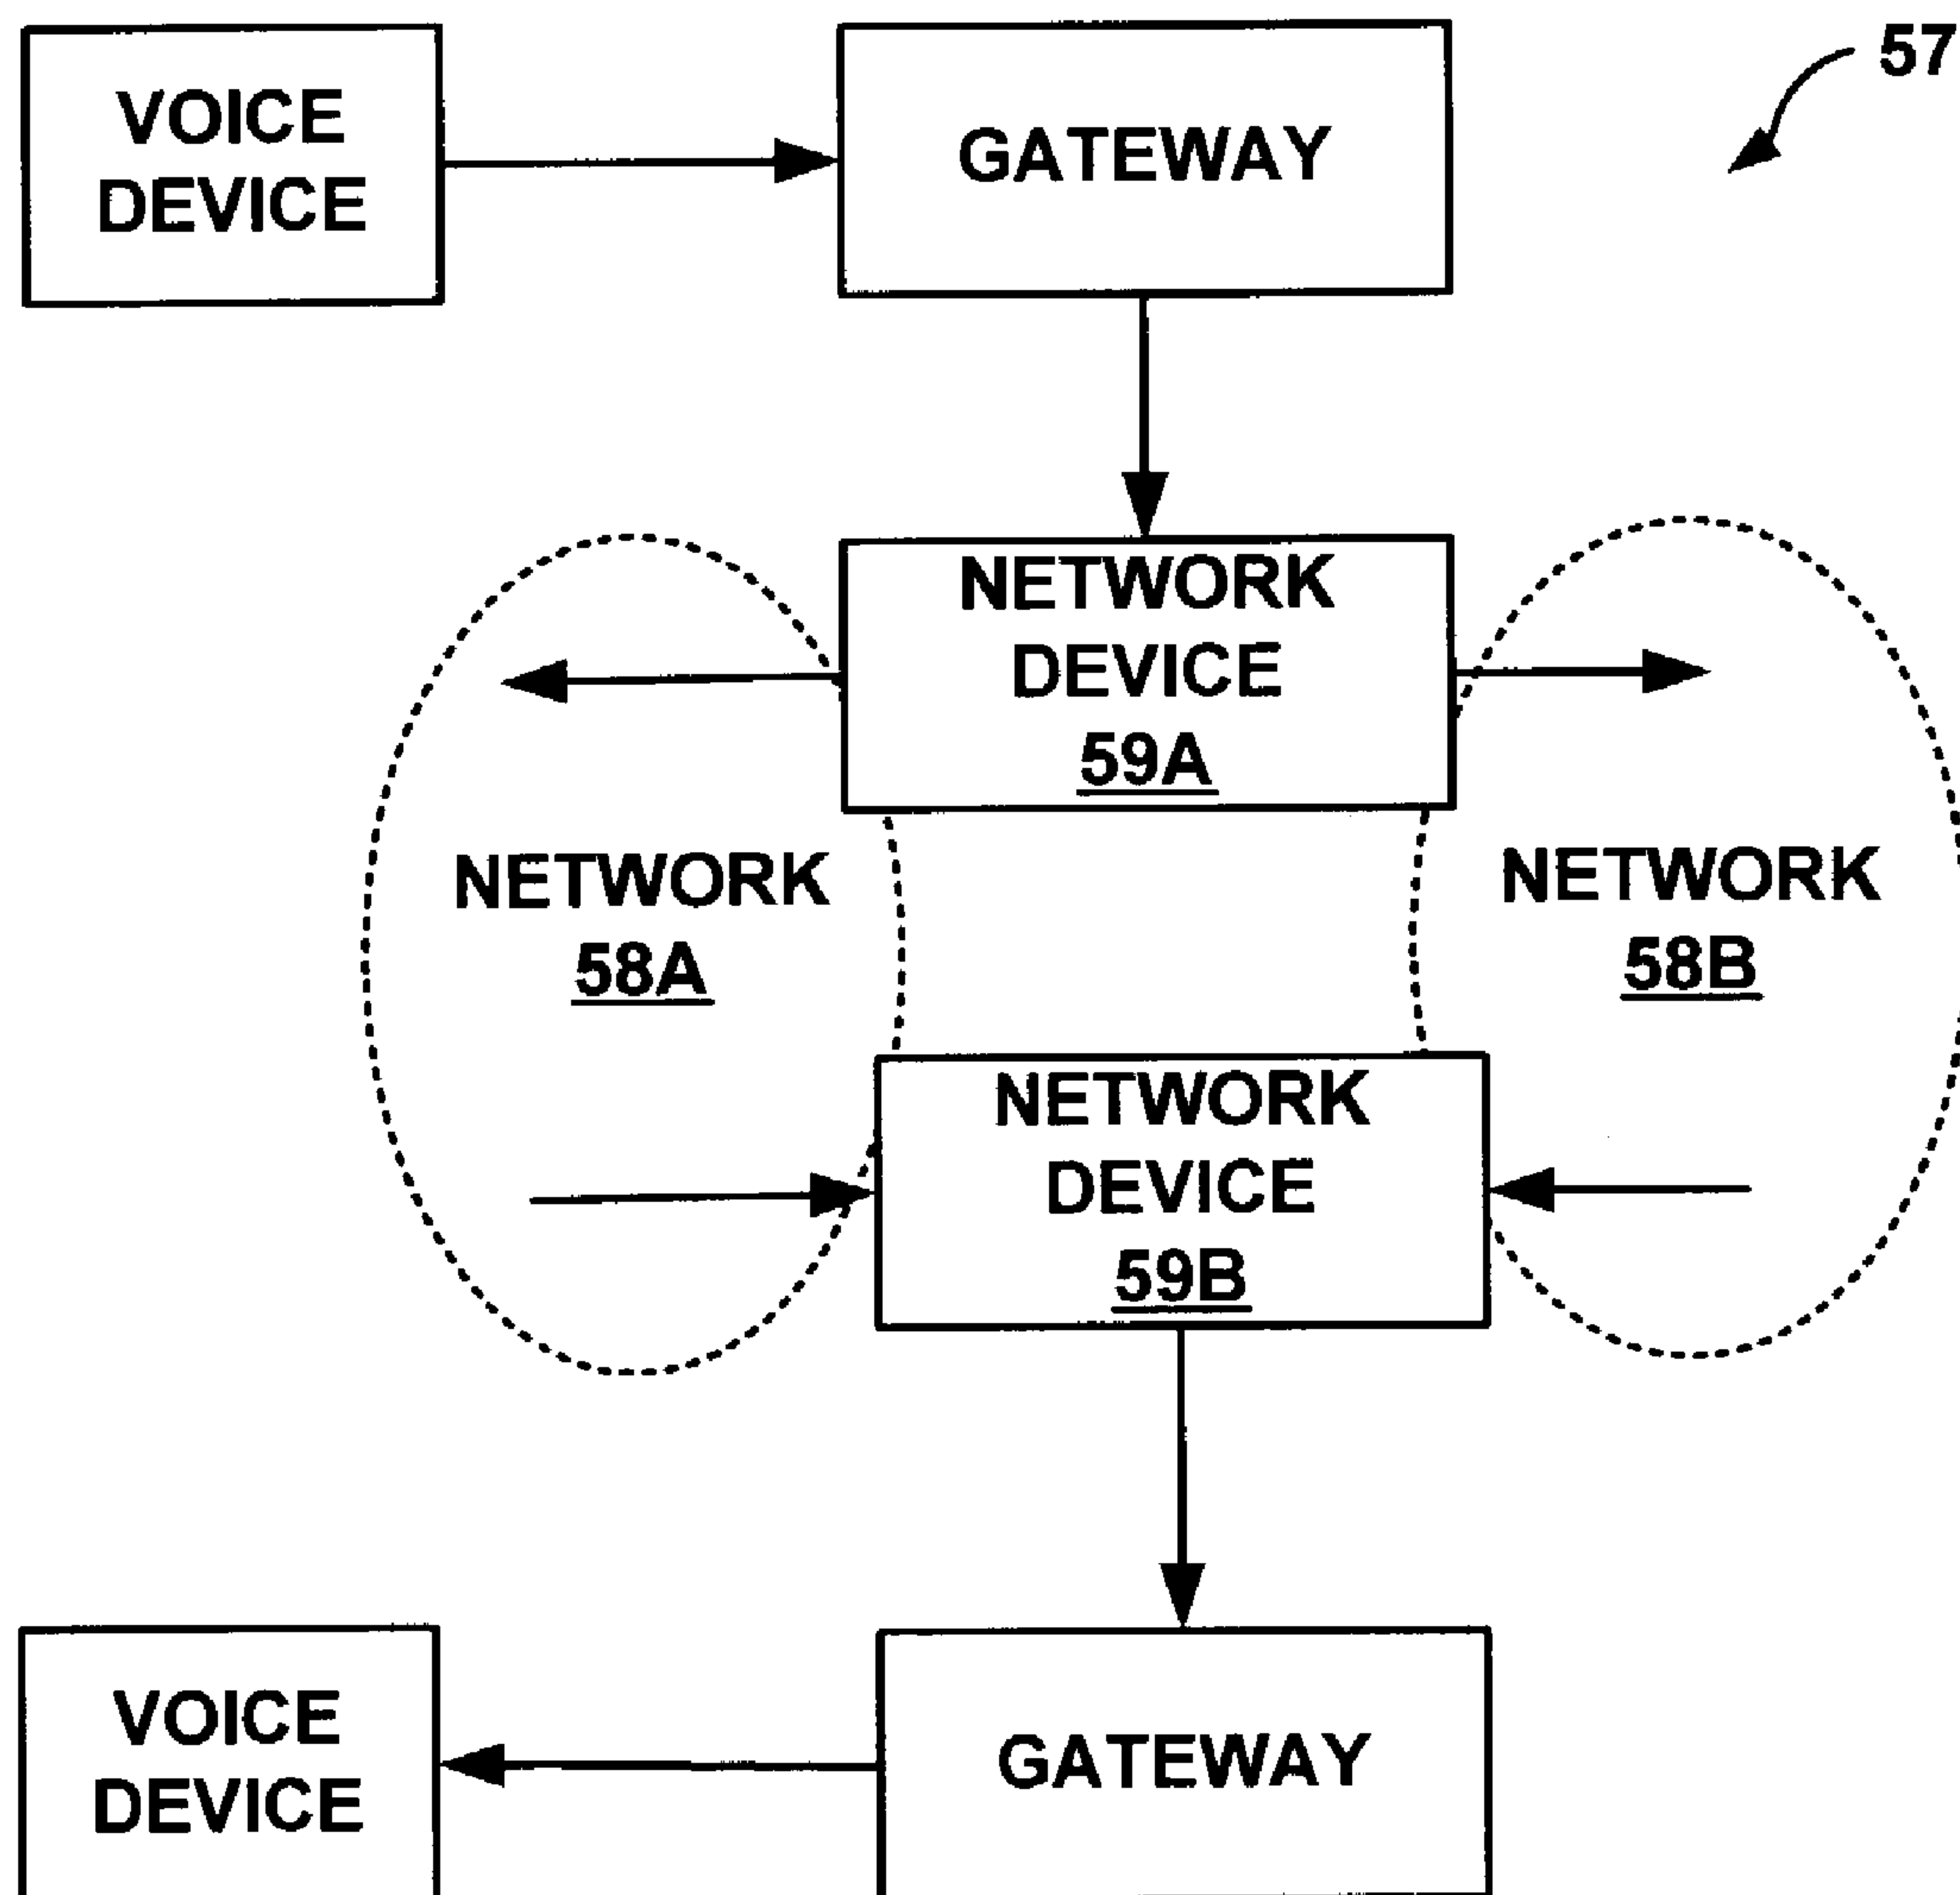 VOICE
DEVICE
GATEWAY
57
NETWORK
DEVICE
59A
NETWORK
58A
NETWORK
58B
NETWORK
DEVICE
59B
VOICE
DEVICE
GATEWAY